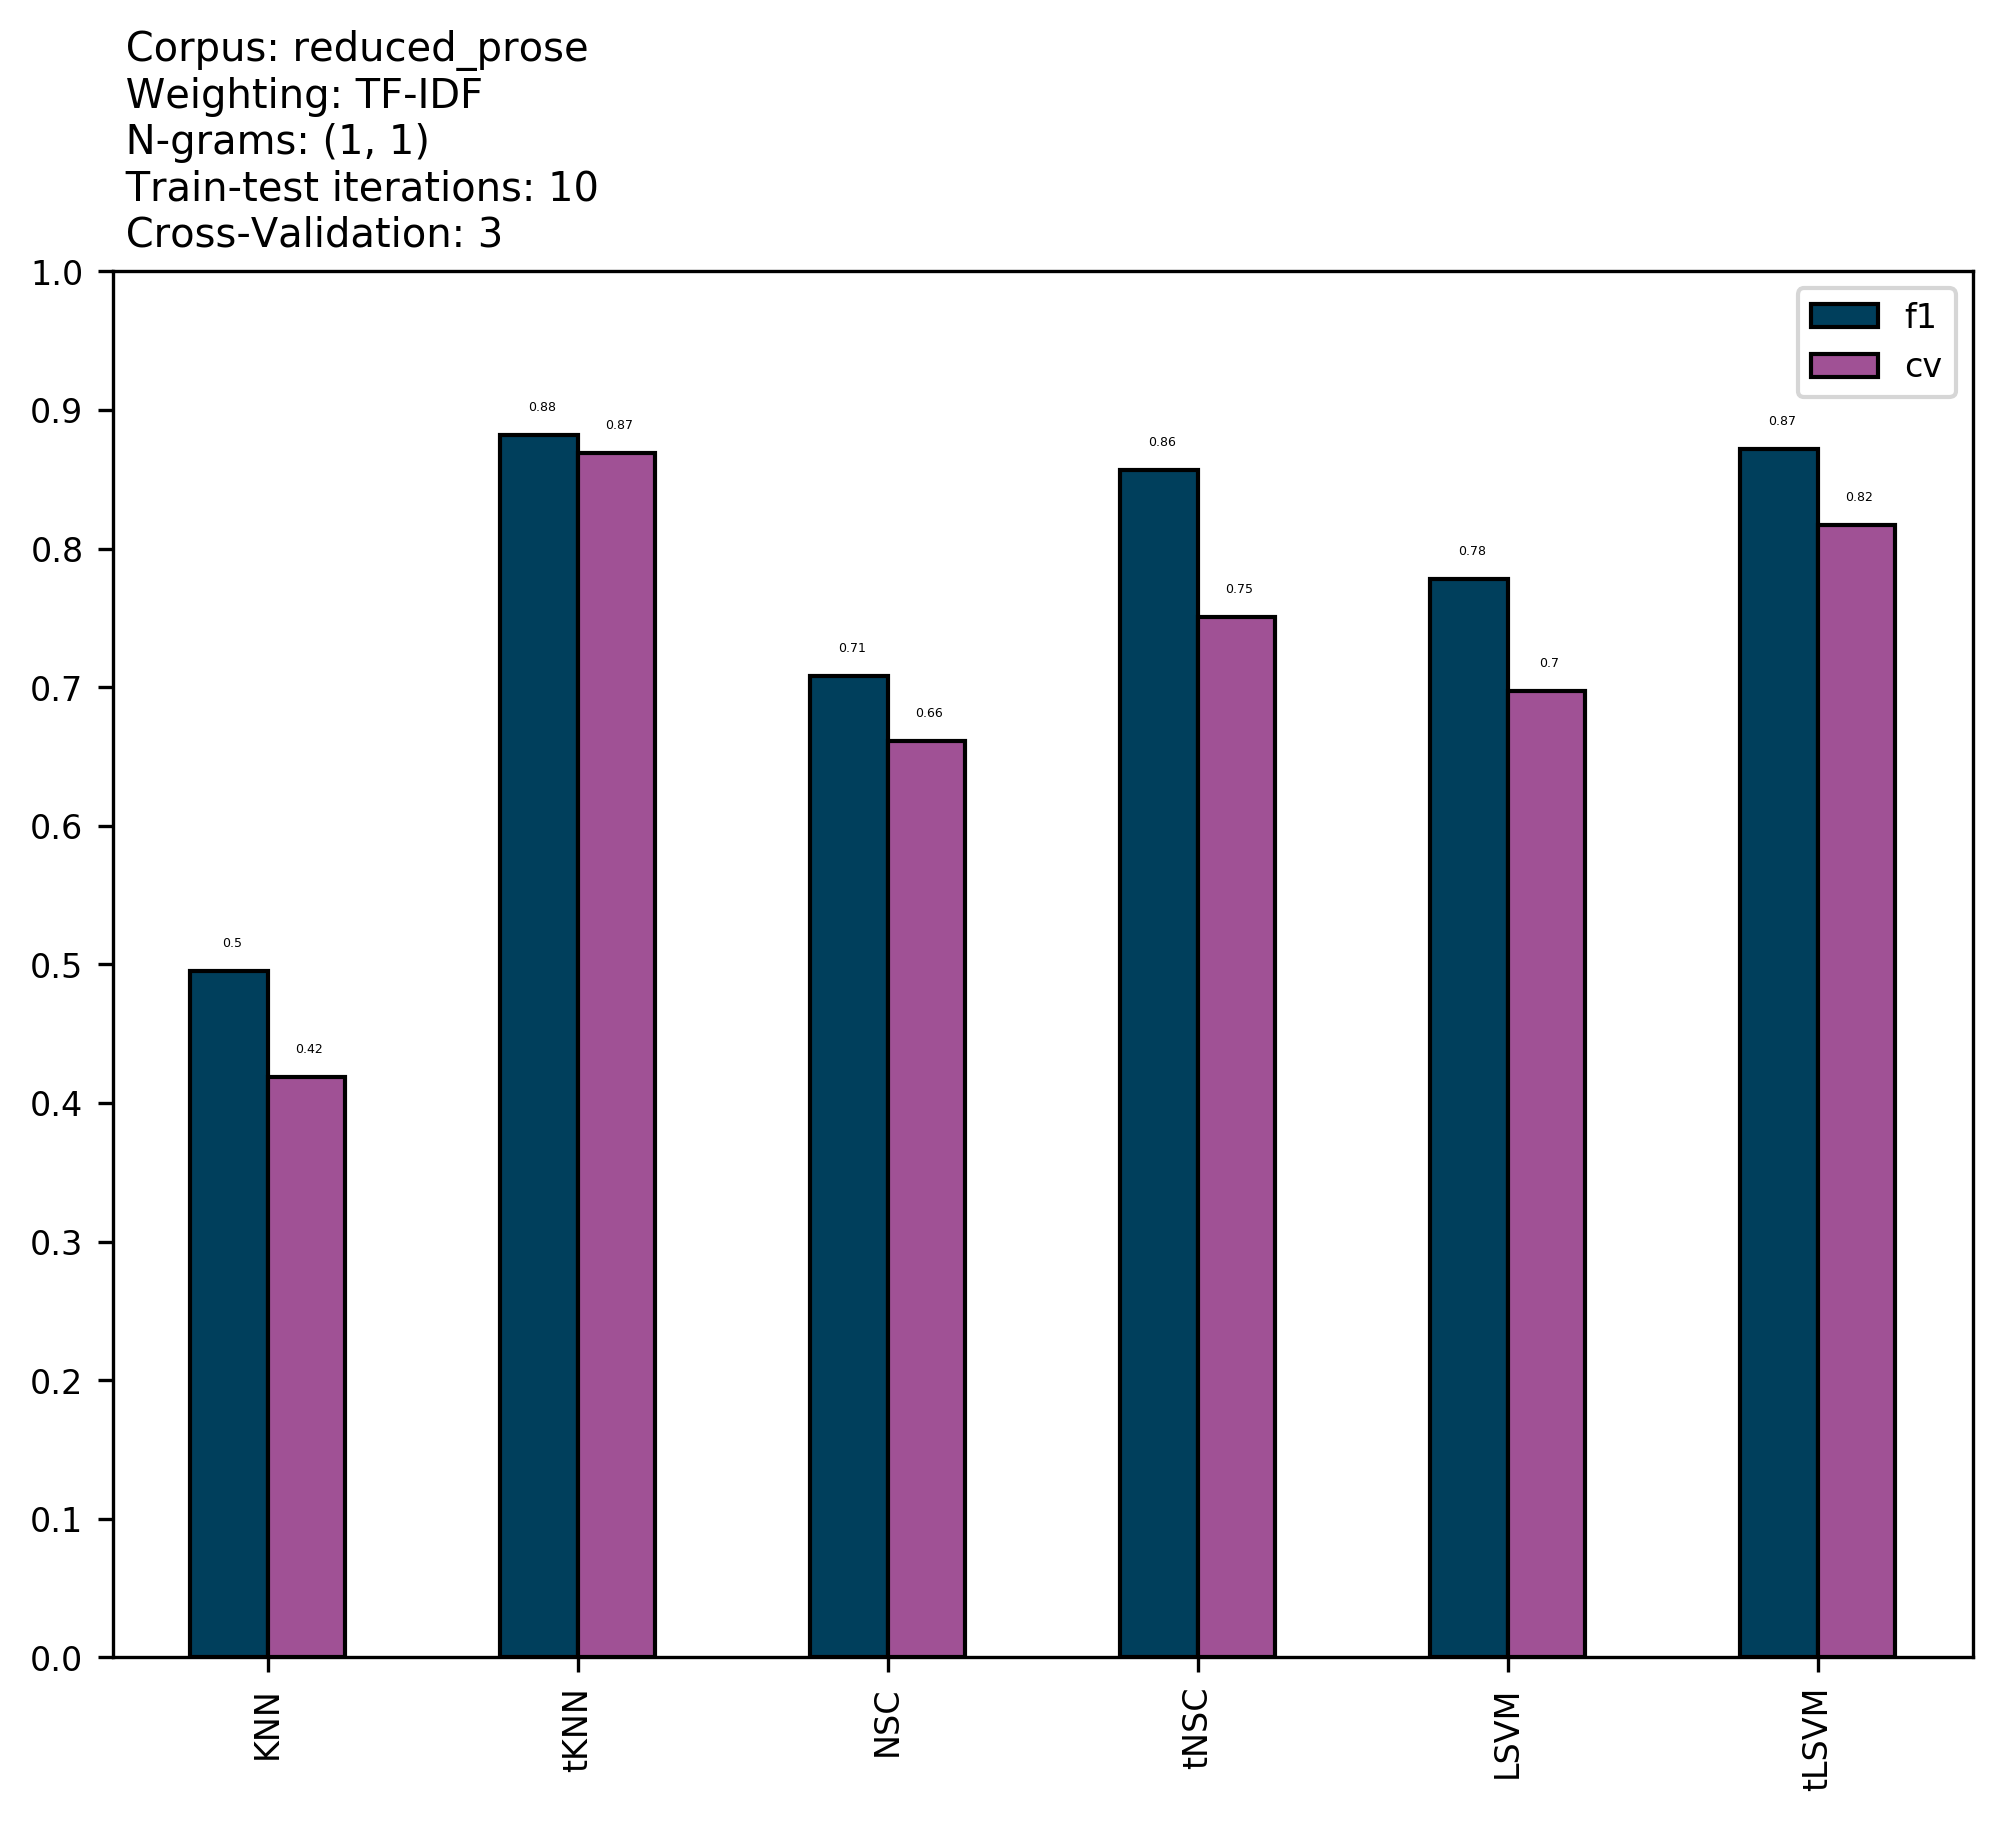 Corpus: reduced_prose
Weighting: TF-IDF
N-grams: (1, 1)
Train-test iterations: 10
Cross-Validation: 3
1.0
0.9
0.8
0.7
0.6
0.5
0.4
0.3
0.2
0.1
0.0
f1
cv
0.5
0.42
0.88
0.87
0.71
0.66
0.86
0.75
0.78
0.7
0.87
0.82
KNN
tKNN
NSC
tNSC
LSVM
tLSVM